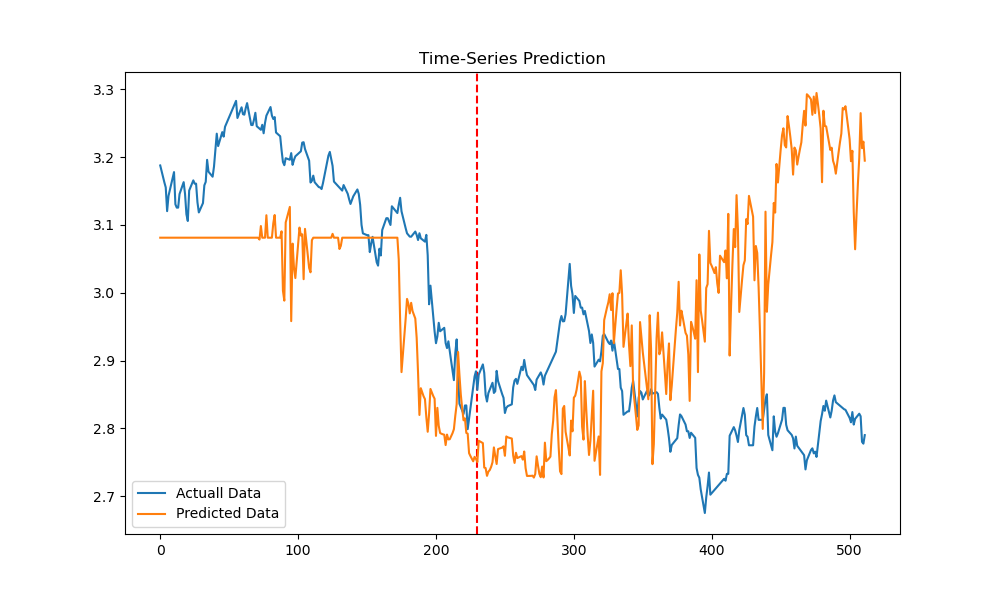 Time-Series Prediction
3.3
3.2
3.1
3.0
2.9
2.8
2.7
Actuall Data
Predicted Data
0 100 200 300 400 500